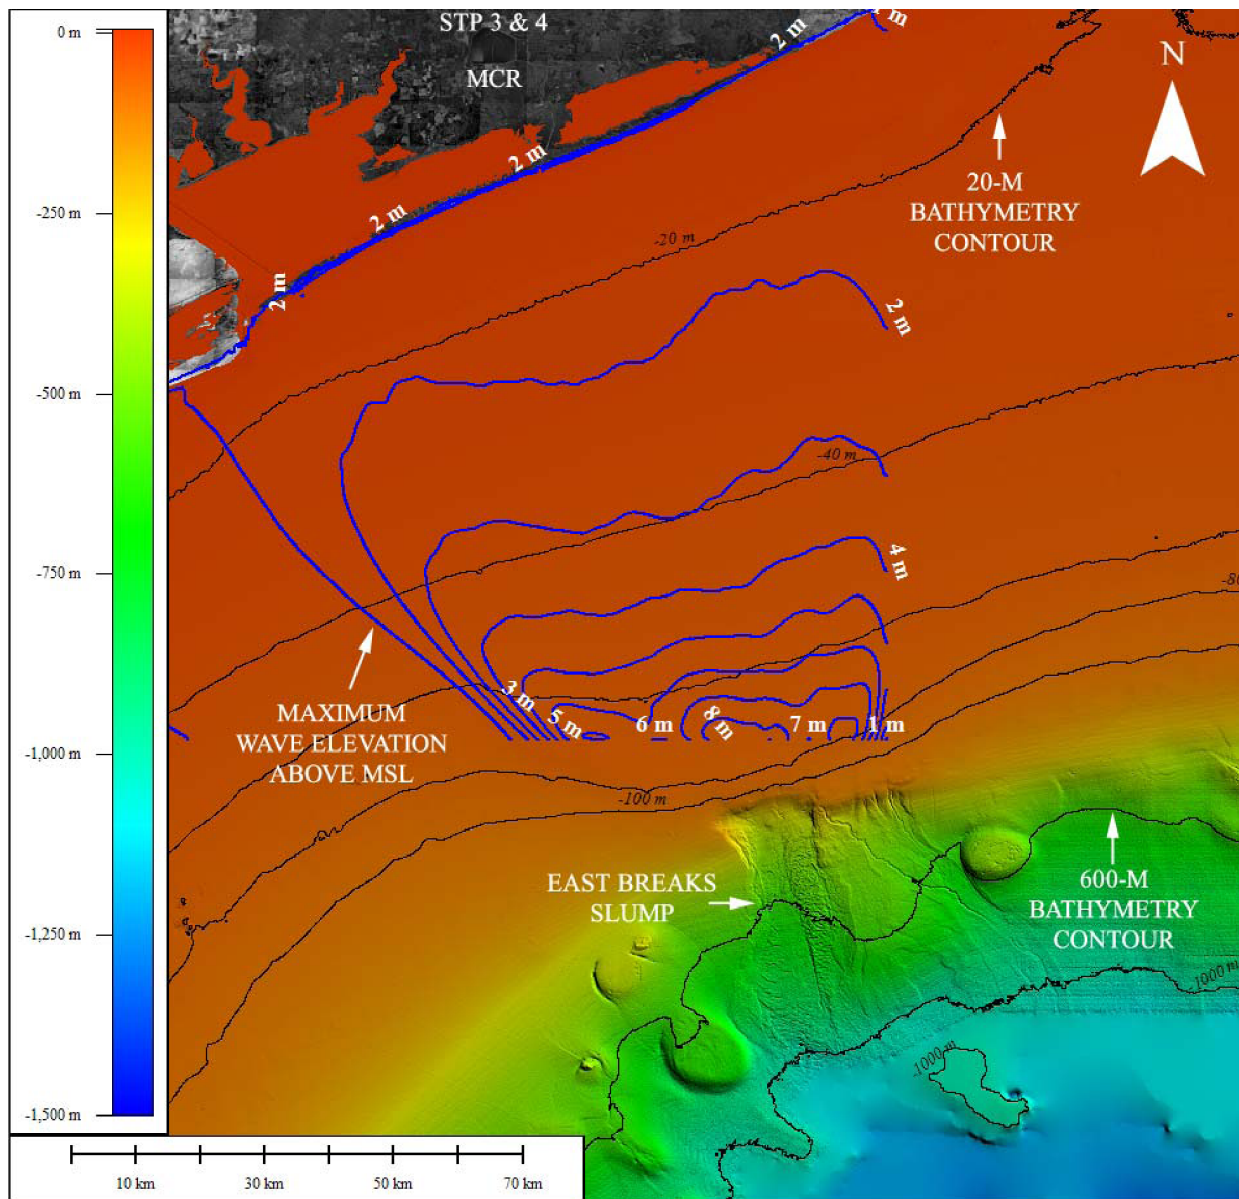 STP 3 & 4
MCR
N
0 m
-250 m
-500 m
-750 m
-1,000 m
-1,250 m
-1,500 m
2 m
2 m
2 m
2 m
20-M
BATHYMETRY
CONTOUR
-20 m
2 m
-40 m
4 m
-80
3 m
5 m
6 m
8 m
7 m
1 m
MAXIMUM
WAVE ELEVATION
ABOVE MSL
-100 m
EAST BREAKS
SLUMP
600-M
BATHYMETRY
CONTOUR
-1000 m
-1000 m
10 km
30 km
50 km
70 km